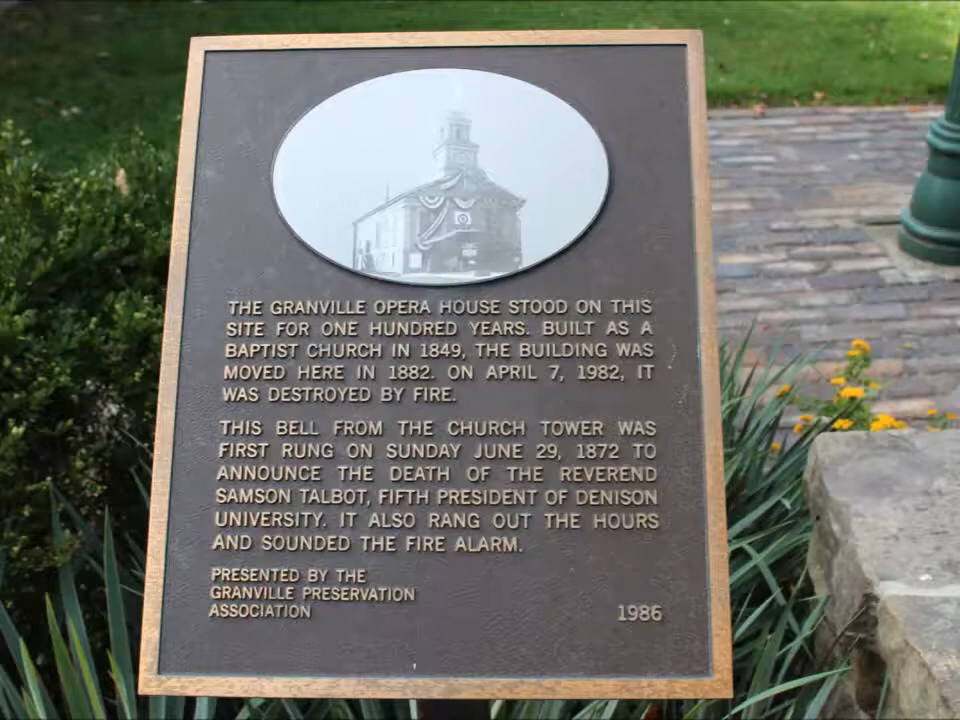 THE GRANVILLE OPERA HOUSE STOOD ON THIS
SITE FOR ONE HUNDRED YEARS. BUILT AS A
BAPTIST CHURCH IN 1849, THE BUILDING WAS
MOVED HERE IN 1882. ON APRIL 7, 1982, IT
WAS DESTROYED BY FIRE.
THIS BELL FROM THE CHURCH TOWER WAS
FIRST RUNG ON SUNDAY JUNE 29, 1872 TO
ANNOUNCE THE DEATH OF THE REVEREND
SAMSON TALBOT, FIFTH PRESIDENT OF DENISON
UNIVERSITY. IT ALSO RANG OUT THE HOURS
AND SOUNDED THE FIRE ALARM.
PRESENTED BY THE
GRANVILLE PRESERVATION
ASSOCIATION 1986